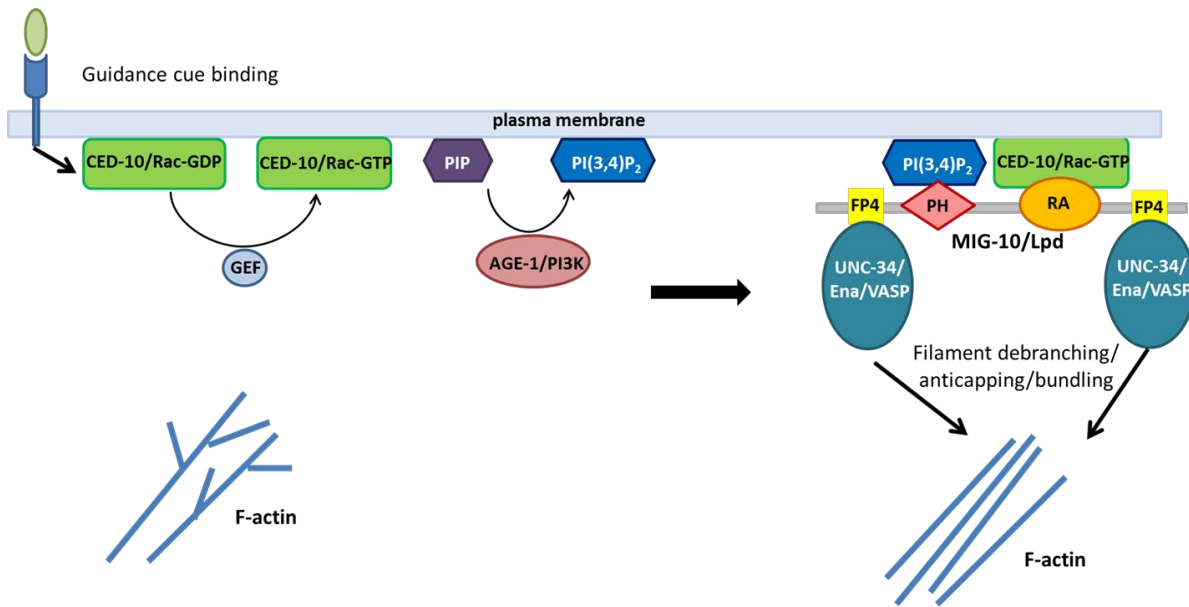 Guidance cue binding
plasma membrane
CED-10/Rac-GDP
CED-10/Rac-GTP
PIP
PI(3,4)P₂
GEF
AGE-1/PI3K
PI(3,4)P₂
CED-10/Rac-GTP
FP4
PH
RA
FP4
MIG-10/Lpd
UNC-34/
Ena/VASP
UNC-34/
Ena/VASP
Filament debranching/
anticapping/bundling
F-actin
F-actin